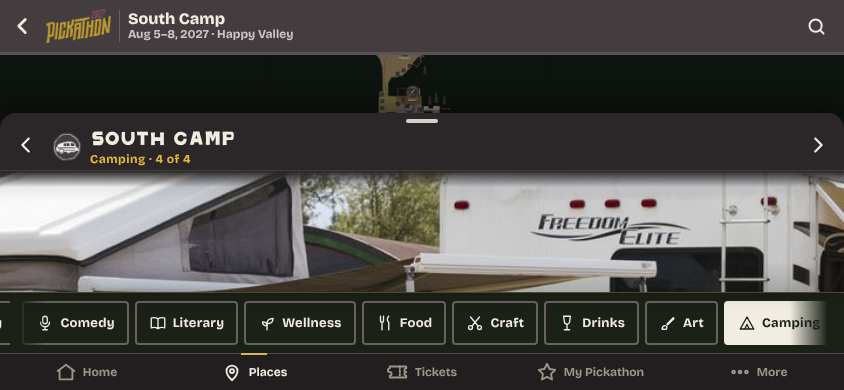 PICKATHON
South Camp
Aug 5–8, 2027 · Happy Valley
SOUTH CAMP
Camping · 4 of 4
FREEDOM
ELITE
Comedy
Literary
Wellness
Food
Craft
Drinks
Art
Camping
Home
Places
Tickets
My Pickathon
More